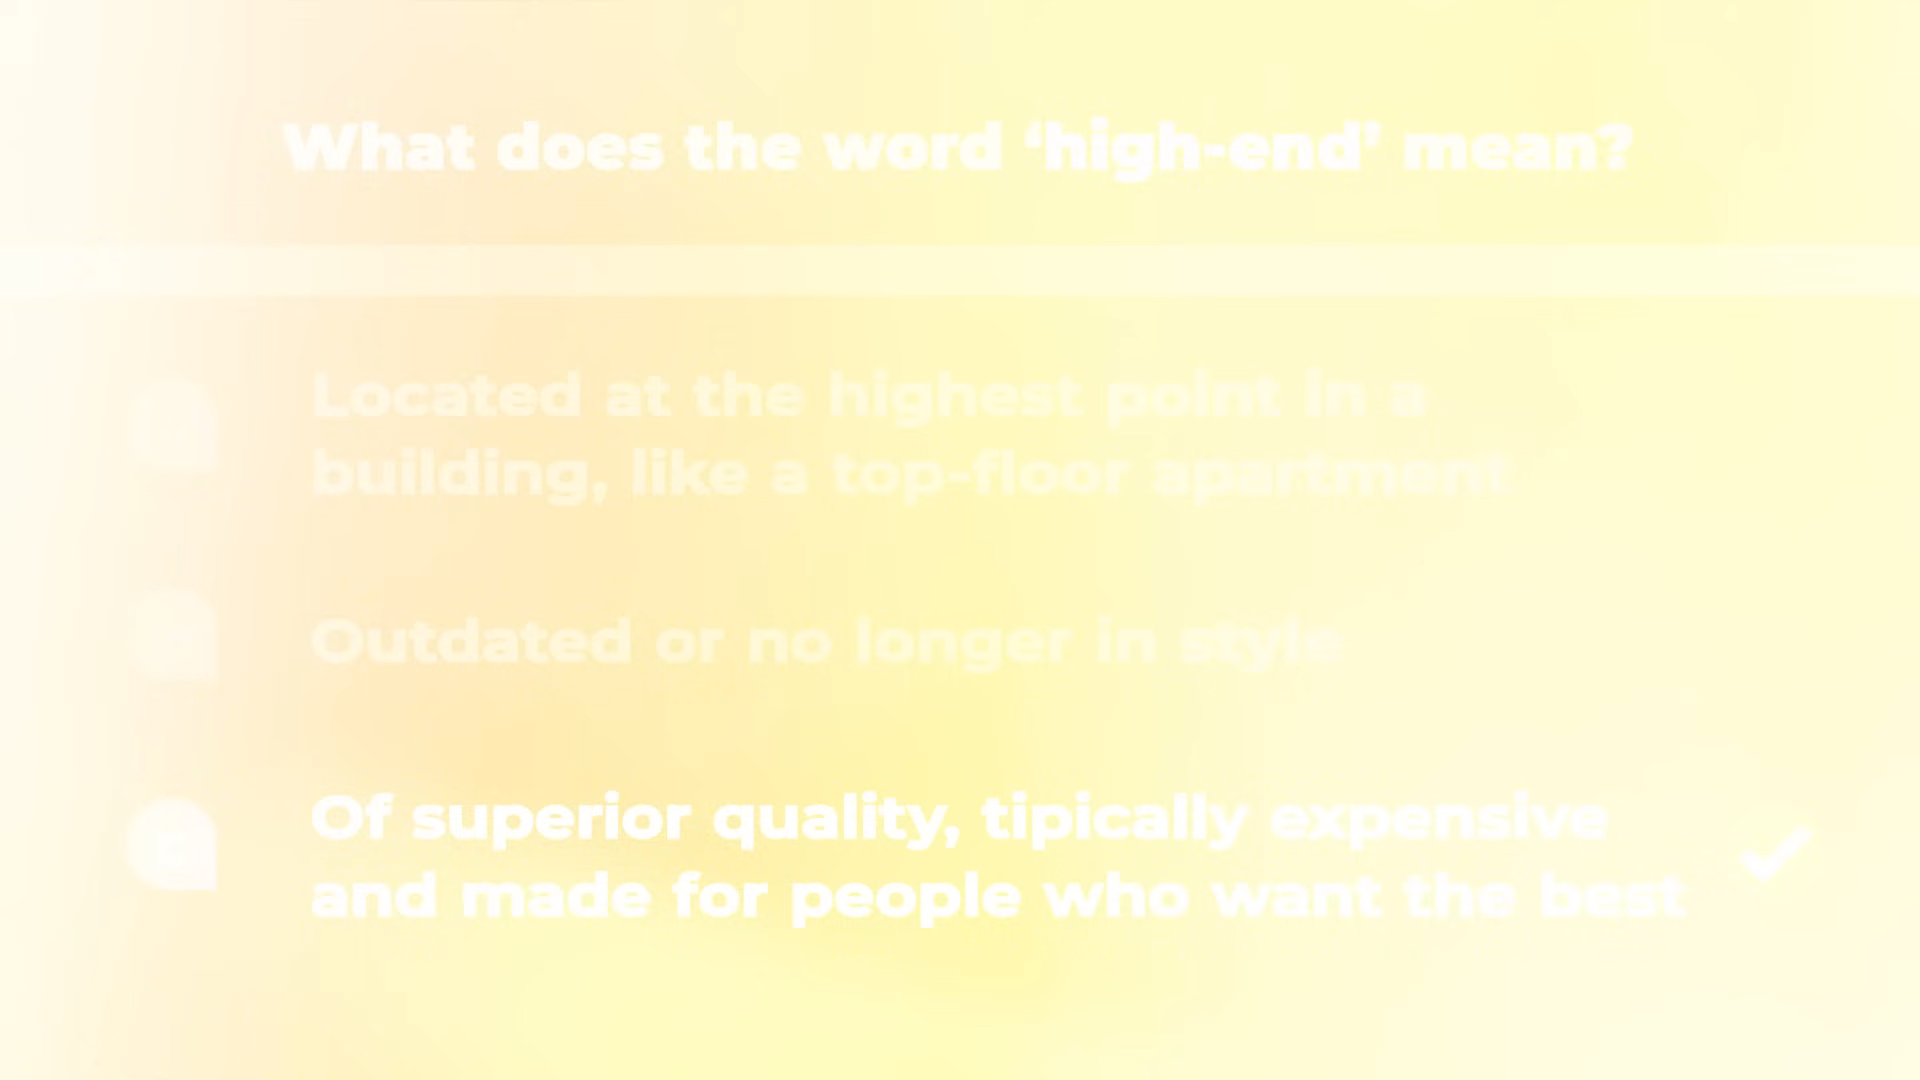 What does the word ‘high-end’ mean?
Located at the highest point in a
building, like a top-floor apartment
Outdated or no longer in style
Of superior quality, tipically expensive
and made for people who want the best